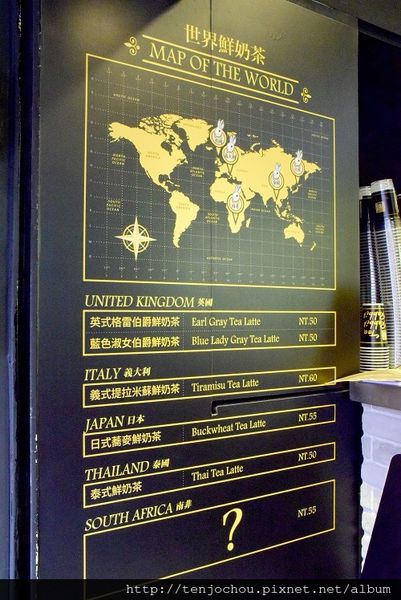 世界鮮奶茶
MAP OF THE WORLD
UNITED KINGDOM 英國
英式格雷伯爵鮮奶茶 Earl Gray Tea Latte NT.50
藍色淑女伯爵鮮奶茶 Blue Lady Gray Tea Latte NT.50
ITALY 義大利
義式提拉米蘇鮮奶茶 Tiramisu Tea Latte NT.60
JAPAN 日本
日式蕎麥鮮奶茶 Buckwheat Tea Latte NT.55
THAILAND 泰國
泰式鮮奶茶 Thai Tea Latte NT.50
SOUTH AFRICA 南非
? NT.55
http://tenjochou.pixnet.net/album